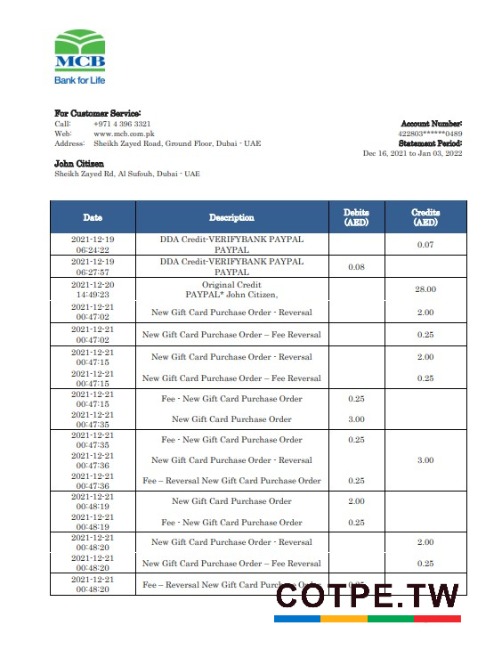 MCB
Bank for Life
For Customer Service:
Call: +971 4 396 3321
Web: www.mcb.com.pk
Address: Sheikh Zayed Road, Ground Floor, Dubai - UAE
Account Number:
422803******0489
Statement Period:
Dec 16, 2021 to Jan 03, 2022
John Citizen
Sheikh Zayed Rd, Al Sufouh, Dubai - UAE
Date Description Debits (AED) Credits (AED)
2021-12-19 06:24:22 DDA Credit-VERIFYBANK PAYPAL PAYPAL 0.07
2021-12-19 06:27:57 DDA Credit-VERIFYBANK PAYPAL PAYPAL 0.08
2021-12-20 14:49:23 Original Credit PAYPAL* John Citizen, 28.00
2021-12-21 00:47:02 New Gift Card Purchase Order - Reversal 2.00
2021-12-21 00:47:02 New Gift Card Purchase Order – Fee Reversal 0.25
2021-12-21 00:47:15 New Gift Card Purchase Order - Reversal 2.00
2021-12-21 00:47:15 New Gift Card Purchase Order – Fee Reversal 0.25
2021-12-21 00:47:15 Fee - New Gift Card Purchase Order 0.25
2021-12-21 00:47:35 New Gift Card Purchase Order 3.00
2021-12-21 00:47:35 Fee - New Gift Card Purchase Order 0.25
2021-12-21 00:47:36 New Gift Card Purchase Order - Reversal 3.00
2021-12-21 00:47:36 Fee – Reversal New Gift Card Purchase Order 0.25
2021-12-21 00:48:19 New Gift Card Purchase Order 2.00
2021-12-21 00:48:19 Fee - New Gift Card Purchase Order 0.25
2021-12-21 00:48:20 New Gift Card Purchase Order - Reversal 2.00
2021-12-21 00:48:20 New Gift Card Purchase Order – Fee Reversal 0.25
2021-12-21 00:48:20 Fee – Reversal New Gift Card
COTPE.TW